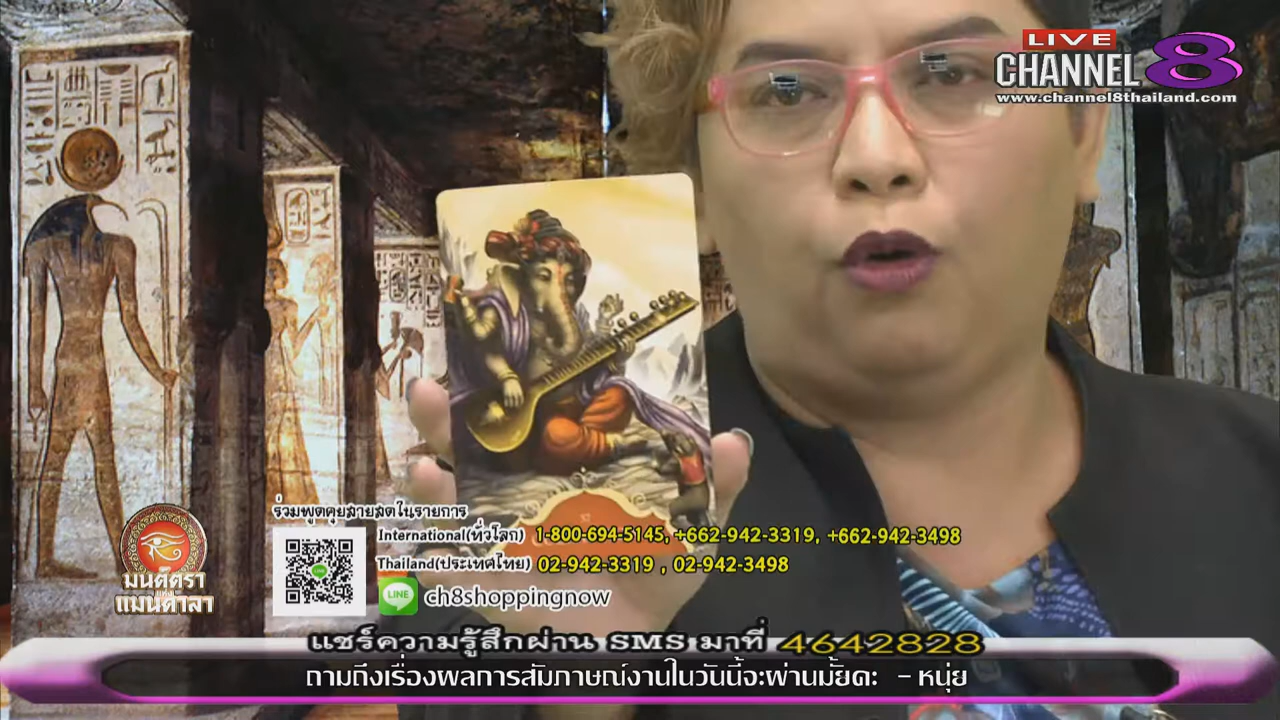 LIVE
CHANNEL 8
www.channel8thailand.com
ร่วมพูดคุยสายสดในรายการ
International(ทั่วโลก) 1-800-694-5145, +662-942-3319, +662-942-3498
Thailand(ประเทศไทย) 02-942-3319 , 02-942-3498
LINE ch8shoppingnow
มนต์ตรา
แห่ง
แมนดาลา
แชร์ความรู้สึกผ่าน SMS มาที่ 4642828
ถามถึงเรื่องผลการสัมภาษณ์งานในวันนี้จะผ่านมั้ยคะ - หนุ่ย